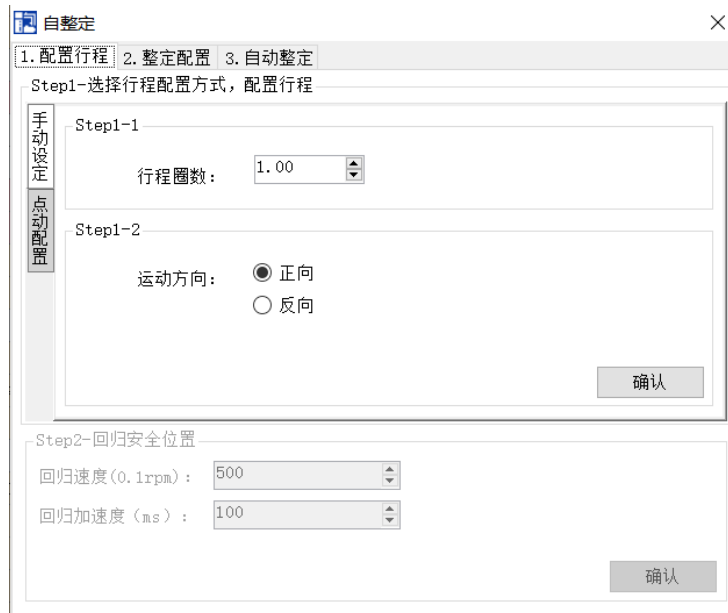 自整定
1.配置行程 2.整定配置 3.自动整定
Step1-选择行程配置方式，配置行程
手动设定
点动配置
Step1-1
行程圈数： 1.00
Step1-2
运动方向： 正向
反向
确认
Step2-回归安全位置
回归速度(0.1rpm)： 500
回归加速度（ms）： 100
确认